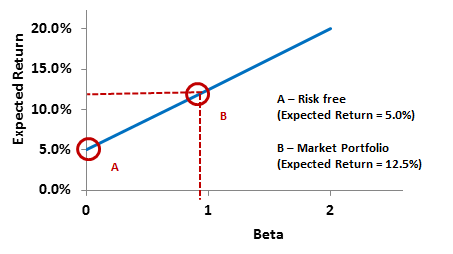 Expected Return
20.0%
15.0%
10.0%
5.0%
0.0%
A
B
A – Risk free
(Expected Return = 5.0%)
B – Market Portfolio
(Expected Return = 12.5%)
0
1
2
Beta